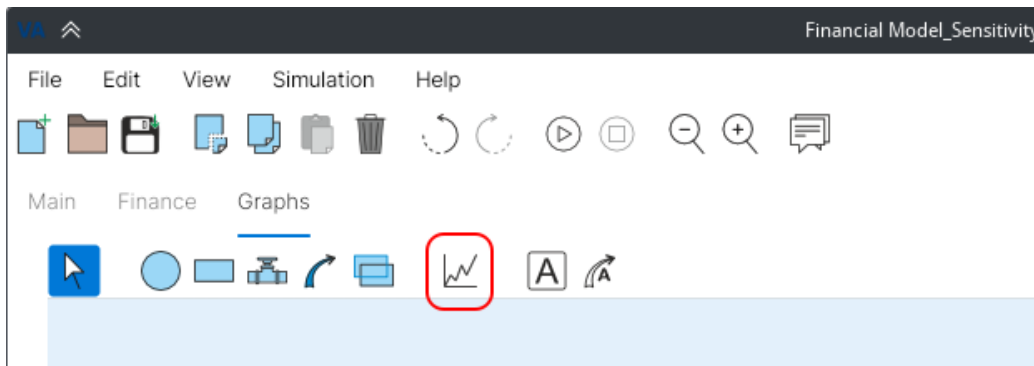 VA Financial Model_Sensitivity
File Edit View Simulation Help
Main Finance Graphs
A A